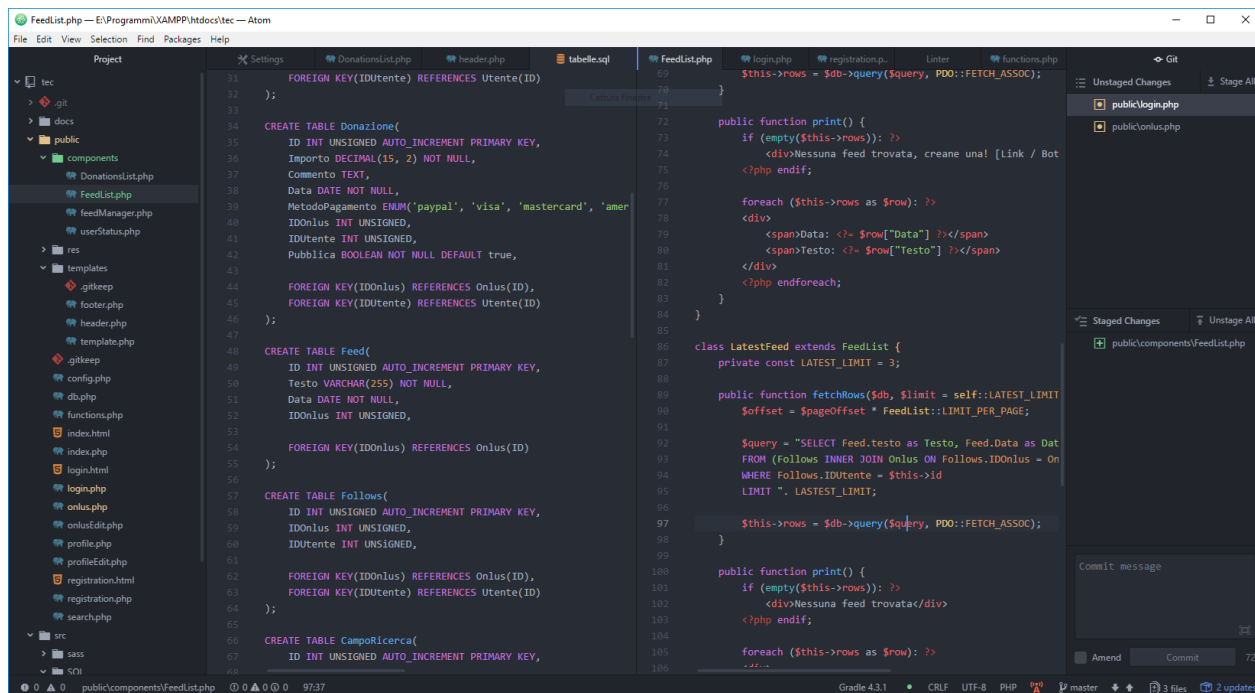 FeedList.php — E:\Programmi\XAMPP\htdocs\tec — Atom
File Edit View Selection Find Packages Help
Project
tec
.git
docs
public
components
DonationsList.php
FeedList.php
feedManager.php
userStatus.php
res
templates
.gitkeep
footer.php
header.php
template.php
.gitkeep
config.php
db.php
functions.php
index.html
index.php
login.html
login.php
onlus.php
onlusEdit.php
profile.php
profileEdit.php
registration.html
registration.php
search.php
src
sass
SQL
Settings DonationsList.php header.php tabelle.sql
31 FOREIGN KEY(IDUtente) REFERENCES Utente(ID)
32 );
33
34 CREATE TABLE Donazione(
35 ID INT UNSIGNED AUTO_INCREMENT PRIMARY KEY,
36 Importo DECIMAL(15, 2) NOT NULL,
37 Commento TEXT,
38 Data DATE NOT NULL,
39 MetodoPagamento ENUM('paypal', 'visa', 'mastercard', 'amer
40 IDOnlus INT UNSIGNED,
41 IDUtente INT UNSIGNED,
42 Pubblica BOOLEAN NOT NULL DEFAULT true,
43
44 FOREIGN KEY(IDOnlus) REFERENCES Onlus(ID),
45 FOREIGN KEY(IDUtente) REFERENCES Utente(ID)
46 );
47
48 CREATE TABLE Feed(
49 ID INT UNSIGNED AUTO_INCREMENT PRIMARY KEY,
50 Testo VARCHAR(255) NOT NULL,
51 Data DATE NOT NULL,
52 IDOnlus INT UNSIGNED,
53
54 FOREIGN KEY(IDOnlus) REFERENCES Onlus(ID)
55 );
56
57 CREATE TABLE Follows(
58 ID INT UNSIGNED AUTO_INCREMENT PRIMARY KEY,
59 IDOnlus INT UNSIGNED,
60 IDUtente INT UNSiGNED,
61
62 FOREIGN KEY(IDOnlus) REFERENCES Onlus(ID),
63 FOREIGN KEY(IDUtente) REFERENCES Utente(ID)
64 );
65
66 CREATE TABLE CampoRicerca(
67 ID INT UNSIGNED AUTO_INCREMENT PRIMARY KEY,
68
Cattura Finestra
FeedList.php login.php registration.p.. Linter functions.php
69 $this->rows = $db->query($query, PDO::FETCH_ASSOC);
70 }
71
72 public function print() {
73 if (empty($this->rows)): ?>
74 <div>Nessuna feed trovata, creane una! [Link / Bot
75 <?php endif;
76
77 foreach ($this->rows as $row): ?>
78 <div>
79 <span>Data: <?= $row["Data"] ?></span>
80 <span>Testo: <?= $row["Testo"] ?></span>
81 </div>
82 <?php endforeach;
83 }
84 }
85
86 class LatestFeed extends FeedList {
87 private const LATEST_LIMIT = 3;
88
89 public function fetchRows($db, $limit = self::LATEST_LIMIT
90 $offset = $pageOffset * FeedList::LIMIT_PER_PAGE;
91
92 $query = "SELECT Feed.testo as Testo, Feed.Data as Dat
93 FROM (Follows INNER JOIN Onlus ON Follows.IDOnlus = On
94 WHERE Follows.IDUtente = $this->id
95 LIMIT ". LASTEST_LIMIT;
96
97 $this->rows = $db->query($query, PDO::FETCH_ASSOC);
98 }
99
100 public function print() {
101 if (empty($this->rows)): ?>
102 <div>Nessuna feed trovata</div>
103 <?php endif;
104
105 foreach ($this->rows as $row): ?>
106 <div>
Git
Unstaged Changes Stage All
public\login.php
public\onlus.php
Staged Changes Unstage All
public\components\FeedList.php
Commit message
Amend Commit 72
0 0 public\components\FeedList.php 0 0 0 97:37 Gradle 4.3.1 CRLF UTF-8 PHP master 3 files 2 updates